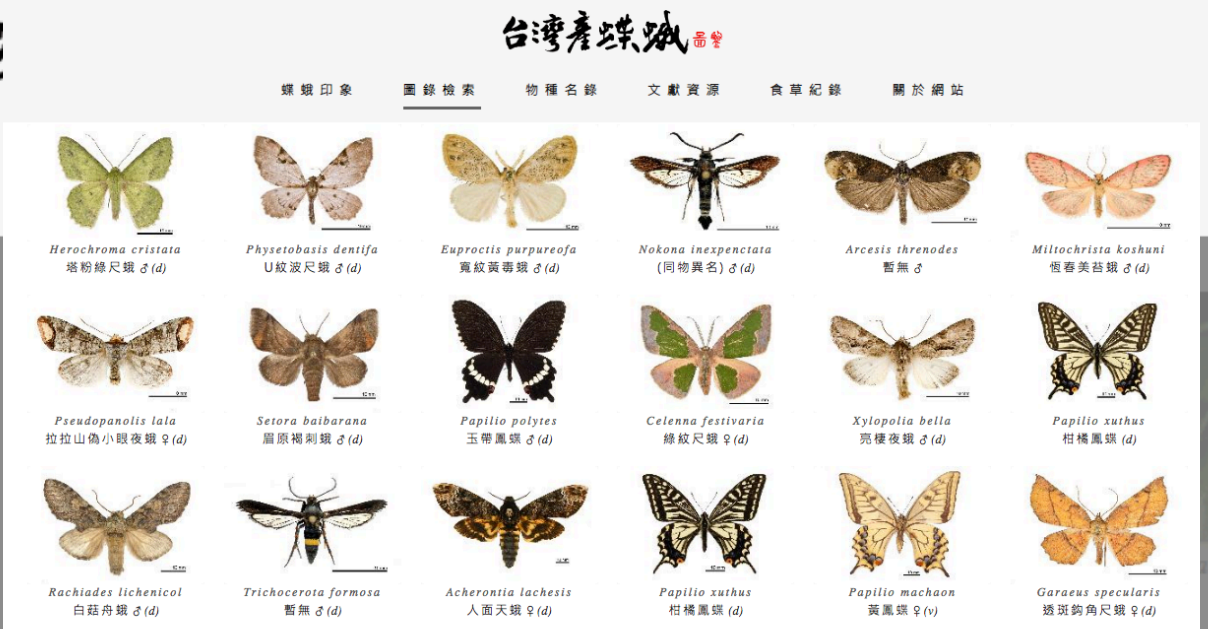 台灣產蝶蛾圖鑑
蝶蛾印象 圖錄檢索 物種名錄 文獻資源 食草紀錄 關於網站
Herochroma cristata
塔粉綠尺蛾 ♂ (d)
Physetobasis dentifa
U紋波尺蛾 ♂ (d)
Euproctis purpureofa
寬紋黃毒蛾 ♂ (d)
Nokona inexpenctata
(同物異名) ♂ (d)
Arcesis threnodes
暫無 ♂
Miltochrista koshuni
恆春美苔蛾 ♂ (d)
Pseudopanolis lala
拉拉山偽小眼夜蛾 ♀ (d)
Setora baibarana
眉原褐刺蛾 ♂ (d)
Papilio polytes
玉帶鳳蝶 ♂ (d)
Celenna festivaria
綠紋尺蛾 ♀ (d)
Xylopolia bella
亮棲夜蛾 ♂ (d)
Papilio xuthus
柑橘鳳蝶 (d)
Rachiades lichenicol
白菇舟蛾 ♂ (d)
Trichocerota formosa
暫無 ♂ (d)
Acherontia lachesis
人面天蛾 ♀ (d)
Papilio xuthus
柑橘鳳蝶 (d)
Papilio machaon
黃鳳蝶 ♀ (v)
Garaeus specularis
透斑鉤角尺蛾 ♀ (d)